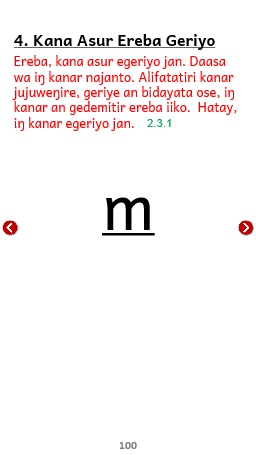 4. Kana Asur Ereba Geriyo
Ereba, kana asur egeriyo jan. Daasa
wa iŋ kanar najanto. Alifatatiri kanar
jujuweŋire, geriye an bidayata ose, iŋ
kanar an gedemitir ereba iiko. Hatay,
iŋ kanar egeriyo jan. 2.3.1
m
100